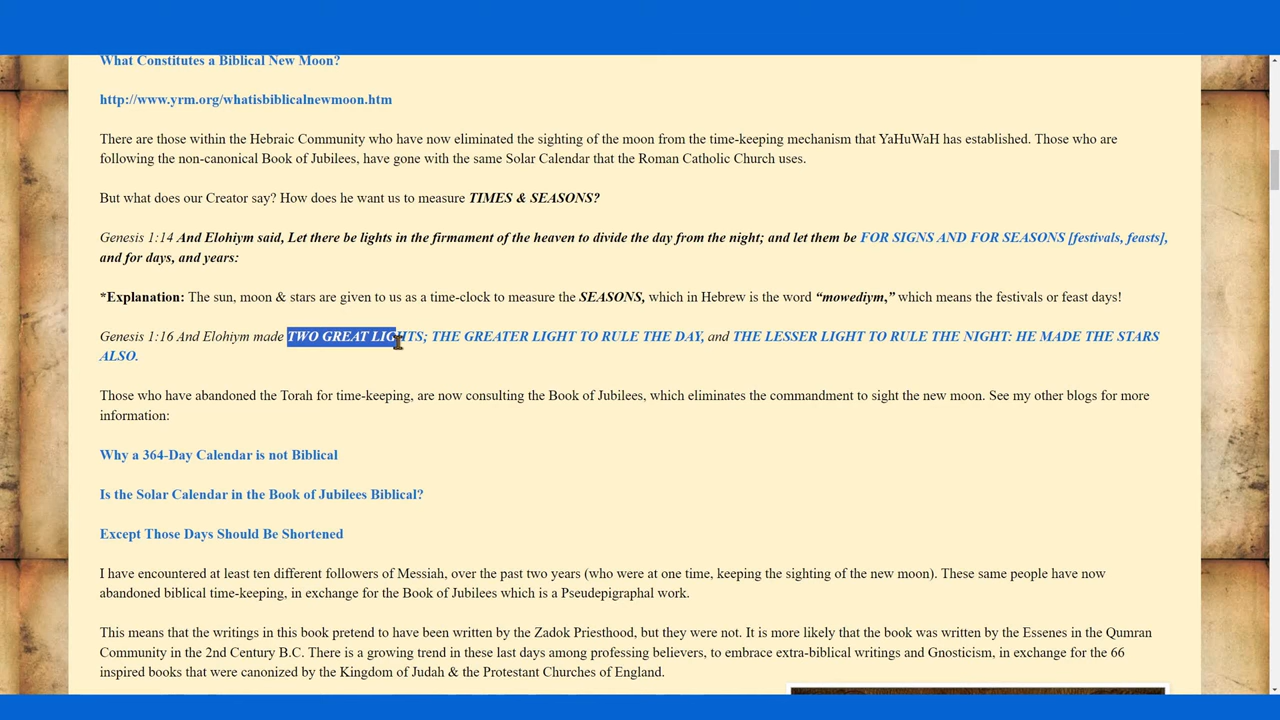 What Constitutes a Biblical New Moon?
http://www.yrm.org/whatisbiblicalnewmoon.htm
There are those within the Hebraic Community who have now eliminated the sighting of the moon from the time-keeping mechanism that YaHuWaH has established. Those who are
following the non-canonical Book of Jubilees, have gone with the same Solar Calendar that the Roman Catholic Church uses.
But what does our Creator say? How does he want us to measure TIMES & SEASONS?
Genesis 1:14 And Elohiym said, Let there be lights in the firmament of the heaven to divide the day from the night; and let them be FOR SIGNS AND FOR SEASONS [festivals, feasts],
and for days, and years:
*Explanation: The sun, moon & stars are given to us as a time-clock to measure the SEASONS, which in Hebrew is the word “mowediym,” which means the festivals or feast days!
Genesis 1:16 And Elohiym made TWO GREAT LIGHTS; THE GREATER LIGHT TO RULE THE DAY, and THE LESSER LIGHT TO RULE THE NIGHT: HE MADE THE STARS
ALSO.
Those who have abandoned the Torah for time-keeping, are now consulting the Book of Jubilees, which eliminates the commandment to sight the new moon. See my other blogs for more
information:
Why a 364-Day Calendar is not Biblical
Is the Solar Calendar in the Book of Jubilees Biblical?
Except Those Days Should Be Shortened
I have encountered at least ten different followers of Messiah, over the past two years (who were at one time, keeping the sighting of the new moon). These same people have now
abandoned biblical time-keeping, in exchange for the Book of Jubilees which is a Pseudepigraphal work.
This means that the writings in this book pretend to have been written by the Zadok Priesthood, but they were not. It is more likely that the book was written by the Essenes in the Qumran
Community in the 2nd Century B.C. There is a growing trend in these last days among professing believers, to embrace extra-biblical writings and Gnosticism, in exchange for the 66
inspired books that were canonized by the Kingdom of Judah & the Protestant Churches of England.